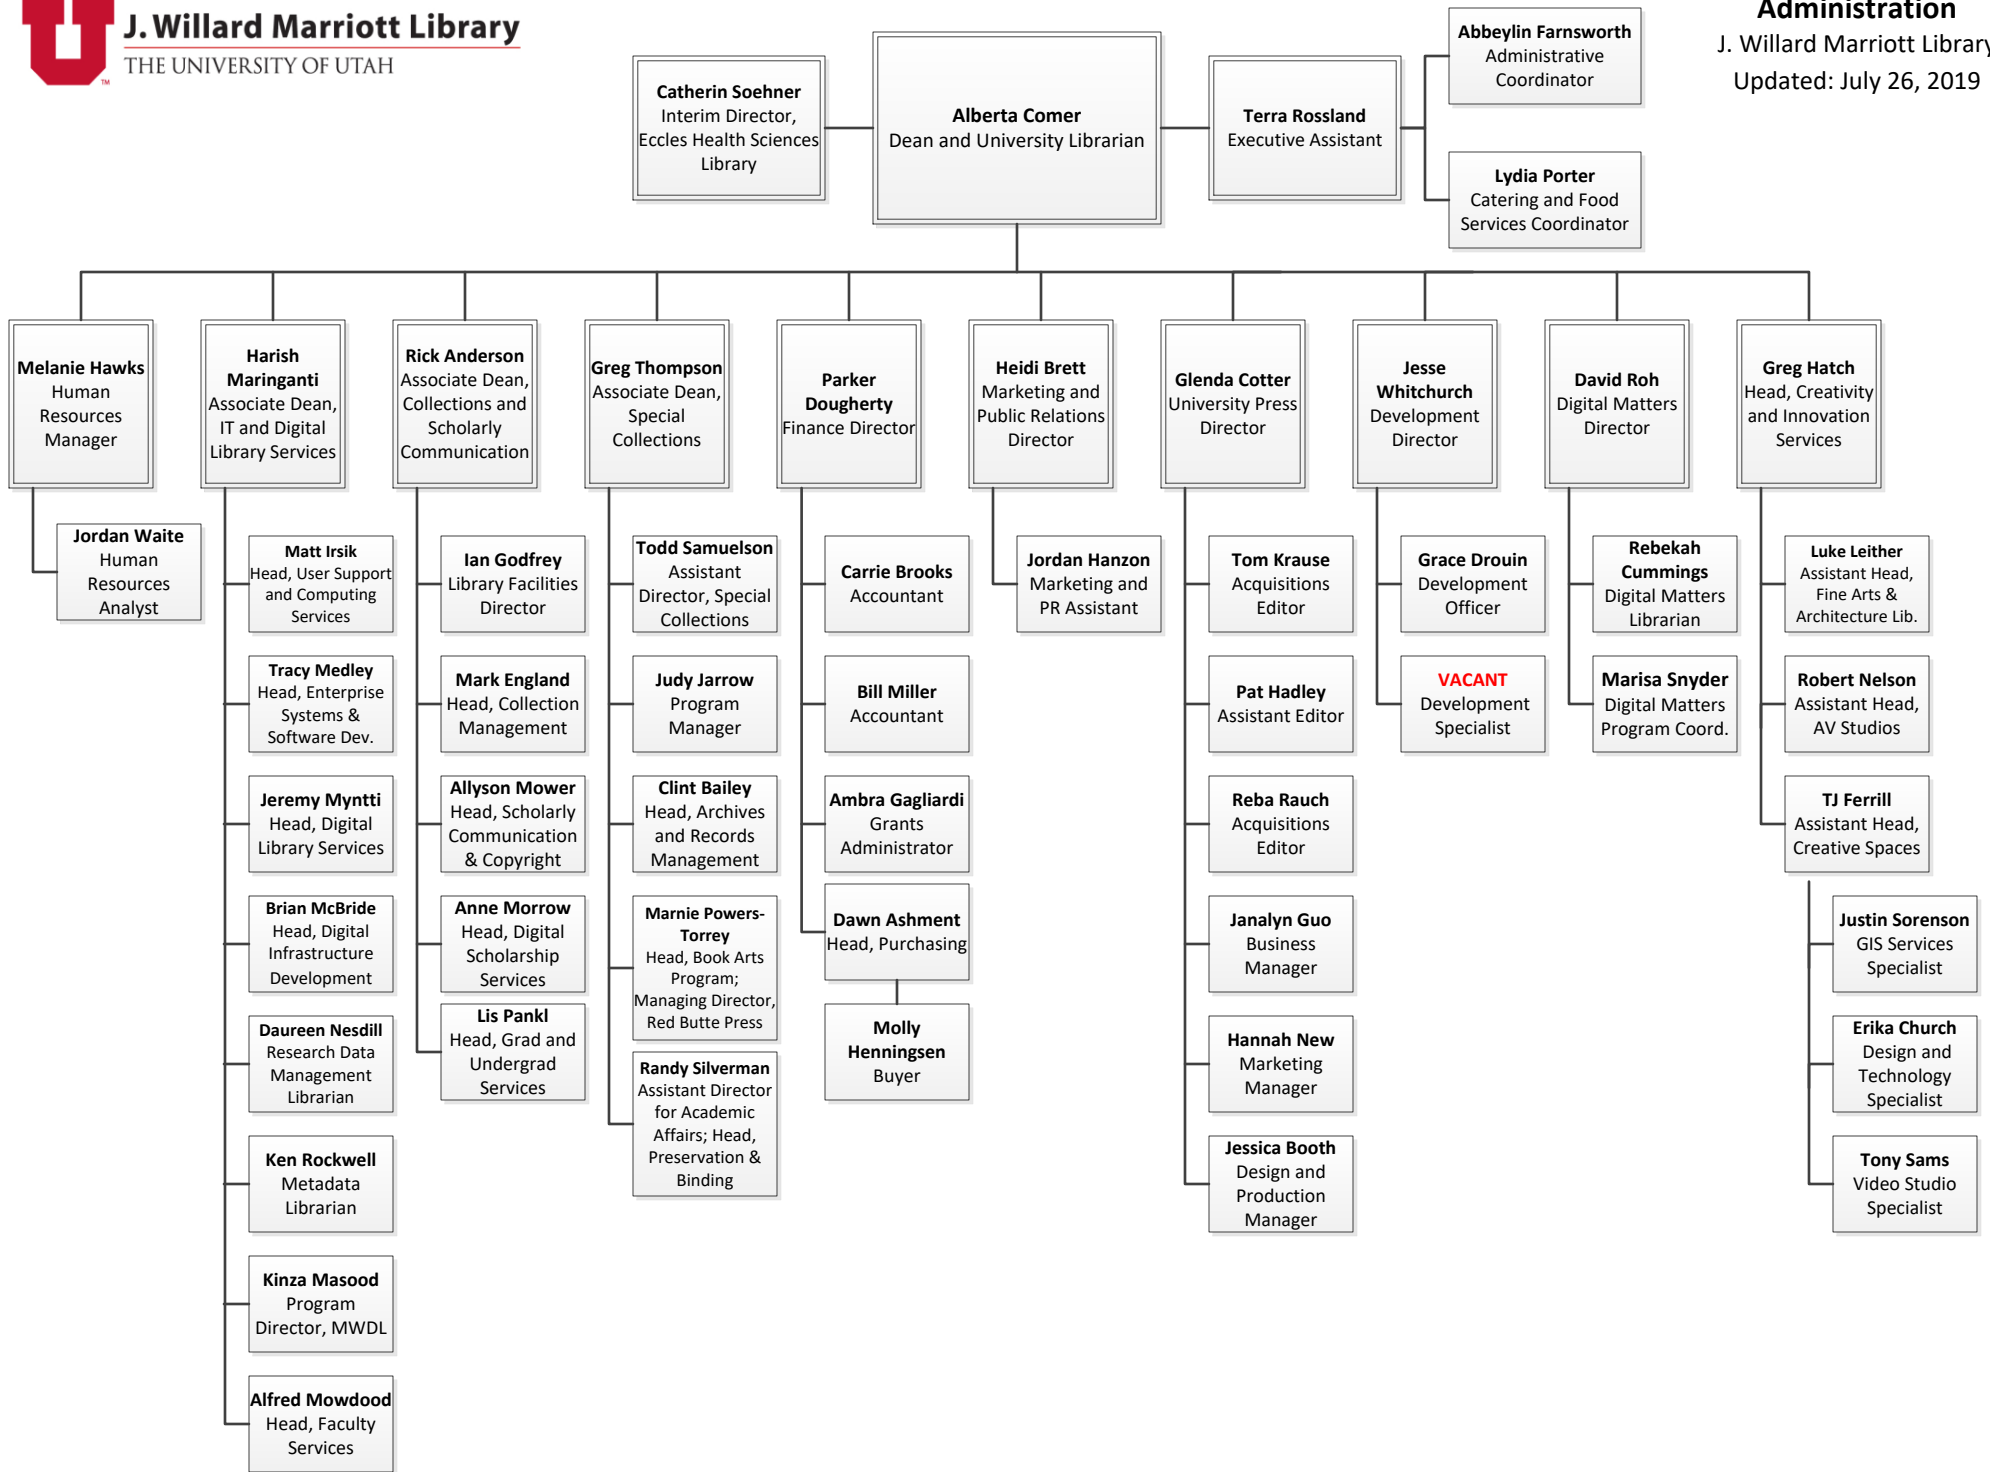 J. Willard Marriott Library
THE UNIVERSITY OF UTAH
TM
Administration
J. Willard Marriott Library
Updated: July 26, 2019
Catherin Soehner
Interim Director,
Eccles Health Sciences
Library
Alberta Comer
Dean and University Librarian
Terra Rossland
Executive Assistant
Abbeylin Farnsworth
Administrative
Coordinator
Lydia Porter
Catering and Food
Services Coordinator
Melanie Hawks
Human
Resources
Manager
Jordan Waite
Human
Resources
Analyst
Harish
Maringanti
Associate Dean,
IT and Digital
Library Services
Matt Irsik
Head, User Support
and Computing
Services
Tracy Medley
Head, Enterprise
Systems &
Software Dev.
Jeremy Myntti
Head, Digital
Library Services
Brian McBride
Head, Digital
Infrastructure
Development
Daureen Nesdill
Research Data
Management
Librarian
Ken Rockwell
Metadata
Librarian
Kinza Masood
Program
Director, MWDL
Alfred Mowdood
Head, Faculty
Services
Rick Anderson
Associate Dean,
Collections and
Scholarly
Communication
Ian Godfrey
Library Facilities
Director
Mark England
Head, Collection
Management
Allyson Mower
Head, Scholarly
Communication
& Copyright
Anne Morrow
Head, Digital
Scholarship
Services
Lis Pankl
Head, Grad and
Undergrad
Services
Greg Thompson
Associate Dean,
Special
Collections
Todd Samuelson
Assistant
Director, Special
Collections
Judy Jarrow
Program
Manager
Clint Bailey
Head, Archives
and Records
Management
Marnie Powers-
Torrey
Head, Book Arts
Program;
Managing Director,
Red Butte Press
Randy Silverman
Assistant Director
for Academic
Affairs; Head,
Preservation &
Binding
Parker
Dougherty
Finance Director
Carrie Brooks
Accountant
Bill Miller
Accountant
Ambra Gagliardi
Grants
Administrator
Dawn Ashment
Head, Purchasing
Molly
Henningsen
Buyer
Heidi Brett
Marketing and
Public Relations
Director
Jordan Hanzon
Marketing and
PR Assistant
Glenda Cotter
University Press
Director
Tom Krause
Acquisitions
Editor
Pat Hadley
Assistant Editor
Reba Rauch
Acquisitions
Editor
Janalyn Guo
Business
Manager
Hannah New
Marketing
Manager
Jessica Booth
Design and
Production
Manager
Jesse
Whitchurch
Development
Director
Grace Drouin
Development
Officer
VACANT
Development
Specialist
David Roh
Digital Matters
Director
Rebekah
Cummings
Digital Matters
Librarian
Marisa Snyder
Digital Matters
Program Coord.
Greg Hatch
Head, Creativity
and Innovation
Services
Luke Leither
Assistant Head,
Fine Arts &
Architecture Lib.
Robert Nelson
Assistant Head,
AV Studios
TJ Ferrill
Assistant Head,
Creative Spaces
Justin Sorenson
GIS Services
Specialist
Erika Church
Design and
Technology
Specialist
Tony Sams
Video Studio
Specialist